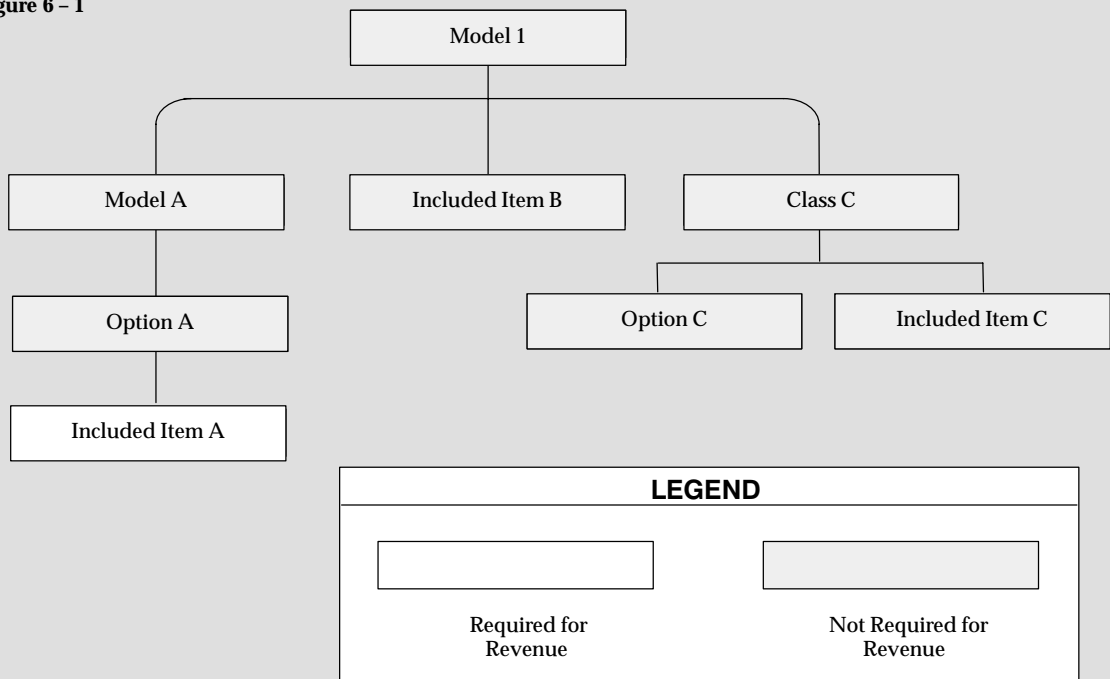 gure 6 – 1
Model 1
Model A
Included Item B
Class C
Option A
Option C
Included Item C
Included Item A
LEGEND
Required for
Revenue
Not Required for
Revenue